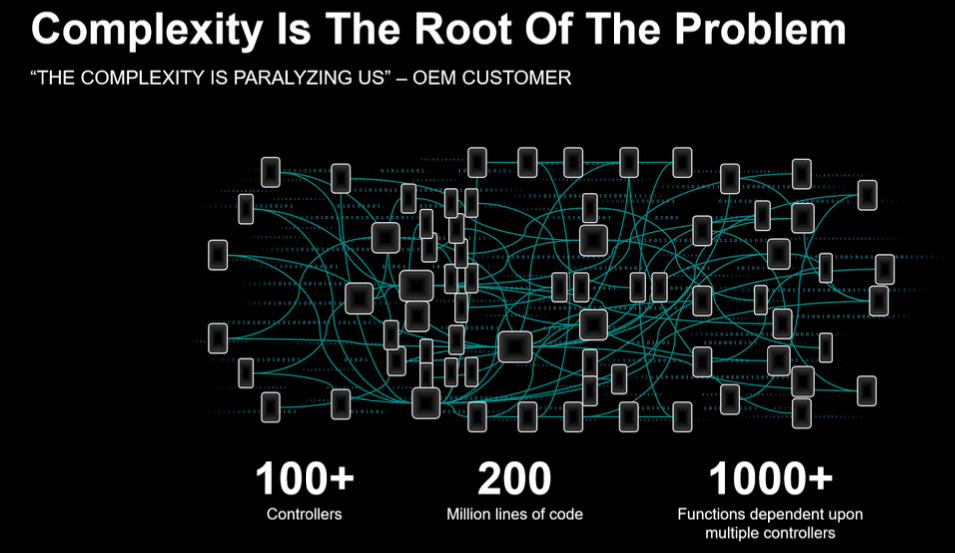 Complexity Is The Root Of The Problem
“THE COMPLEXITY IS PARALYZING US” – OEM CUSTOMER
100+
Controllers
200
Million lines of code
1000+
Functions dependent upon
multiple controllers